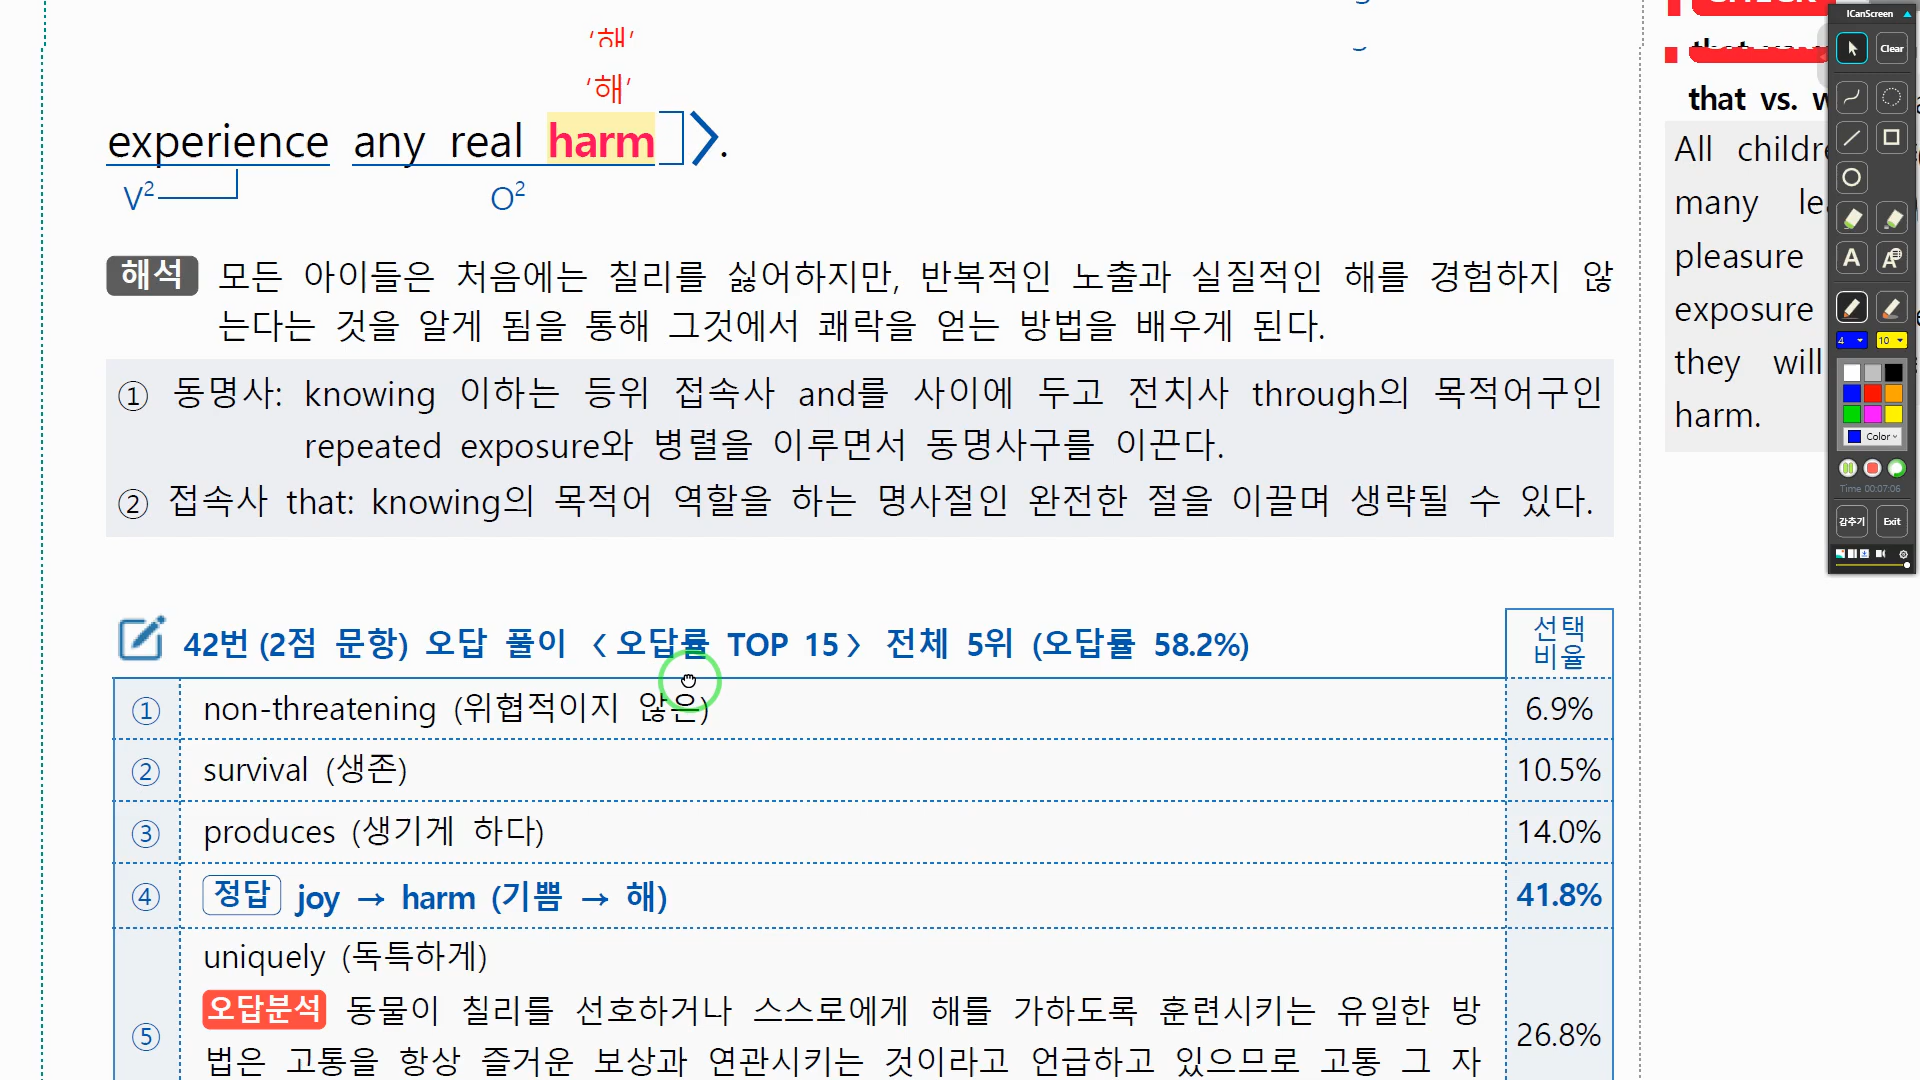 '해'
'해'
experience any real harm .
V² O²
해석 모든 아이들은 처음에는 칠리를 싫어하지만, 반복적인 노출과 실질적인 해를 경험하지 않
는다는 것을 알게 됨을 통해 그것에서 쾌락을 얻는 방법을 배우게 된다.
① 동명사: knowing 이하는 등위 접속사 and를 사이에 두고 전치사 through의 목적어구인
repeated exposure와 병렬을 이루면서 동명사구를 이끈다.
② 접속사 that: knowing의 목적어 역할을 하는 명사절인 완전한 절을 이끌며 생략될 수 있다.
42번 (2점 문항) 오답 풀이 〈 오답률 TOP 15 〉 전체 5위 (오답률 58.2%)
선택
비율
① non-threatening (위협적이지 않은) 6.9%
② survival (생존) 10.5%
③ produces (생기게 하다) 14.0%
④ 정답 joy → harm (기쁨 → 해) 41.8%
⑤ uniquely (독특하게) 26.8%
오답분석 동물이 칠리를 선호하거나 스스로에게 해를 가하도록 훈련시키는 유일한 방
법은 고통을 항상 즐거운 보상과 연관시키는 것이라고 언급하고 있으므로 고통 그 자
that vs.
All
many
pleasure
exposure
they will
harm.
ICanScreen
Clear
A
4 10
Color
Time 00:07:06
감추기 Exit